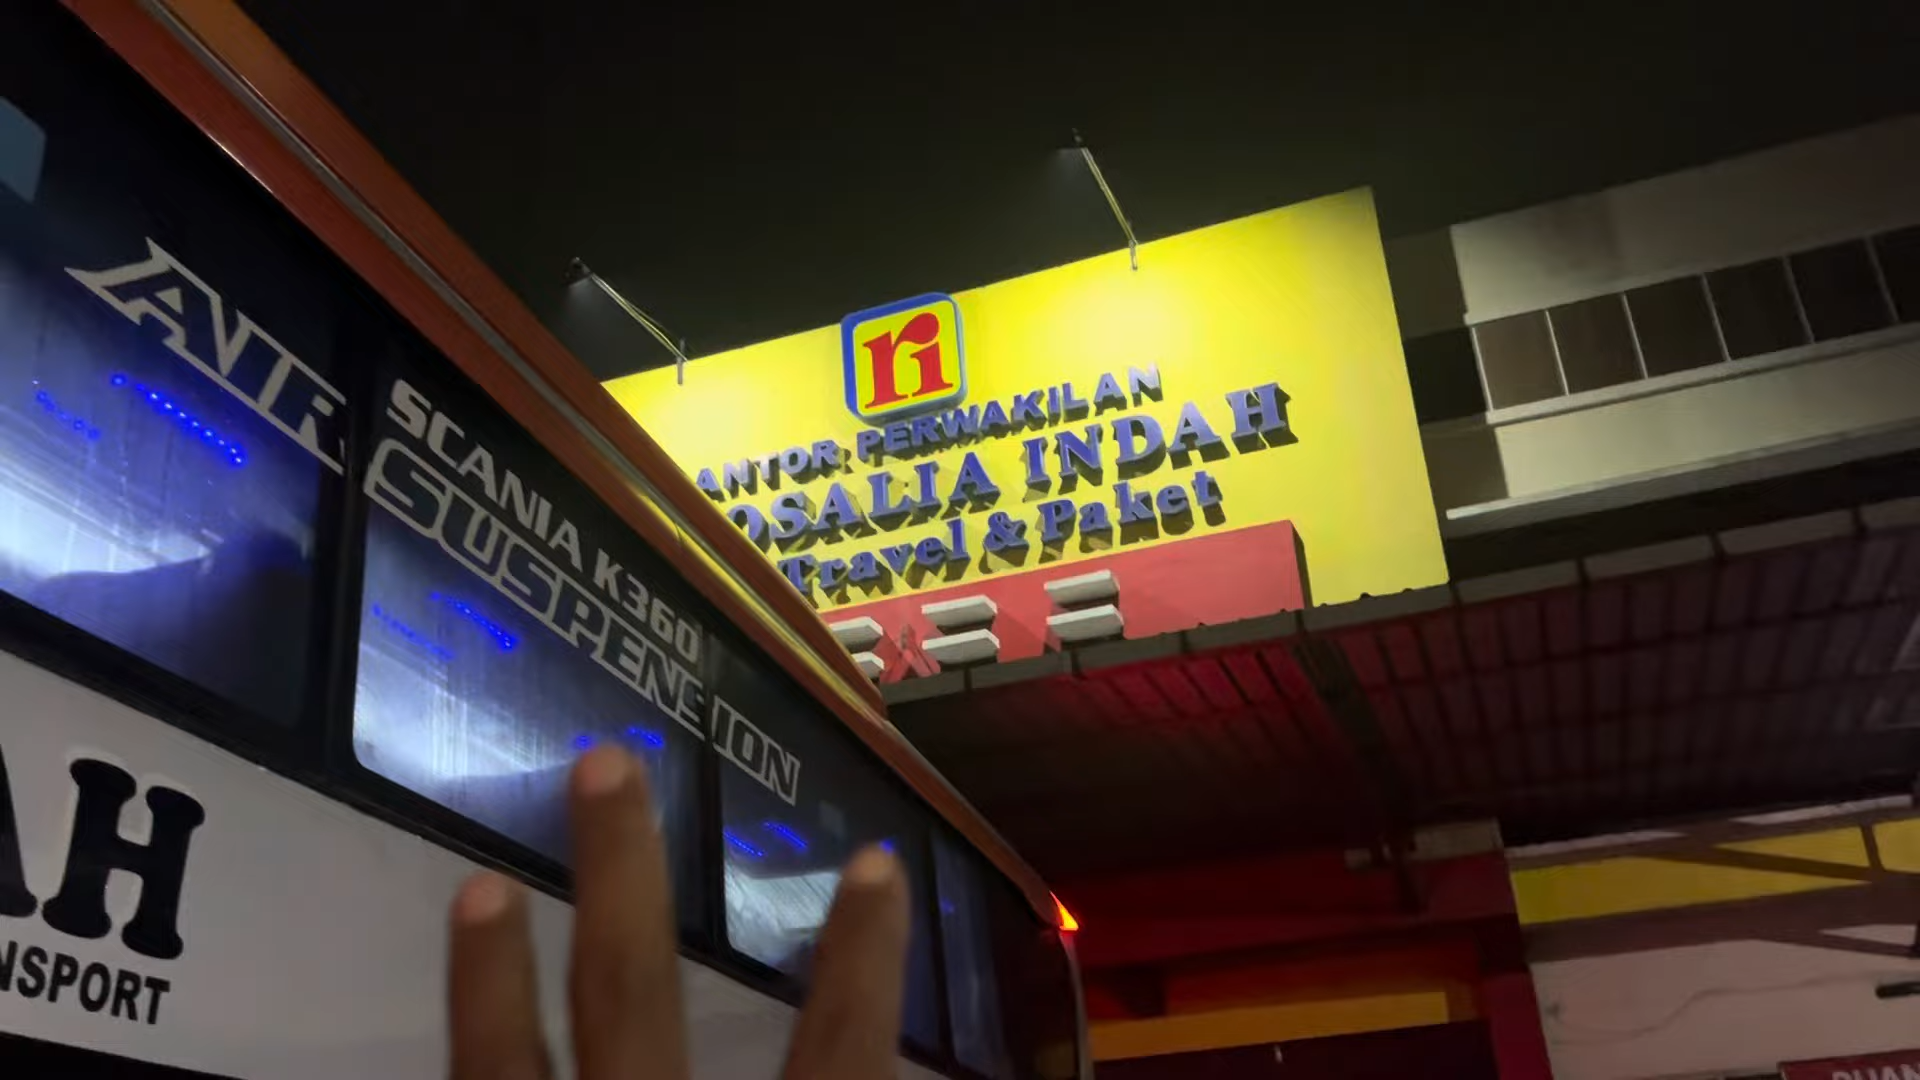 AIR
SCANIA K360
SUSPENSION
AH
NSPORT
ri
ANTOR PERWAKILAN
OSALIA INDAH
Travel & Paket